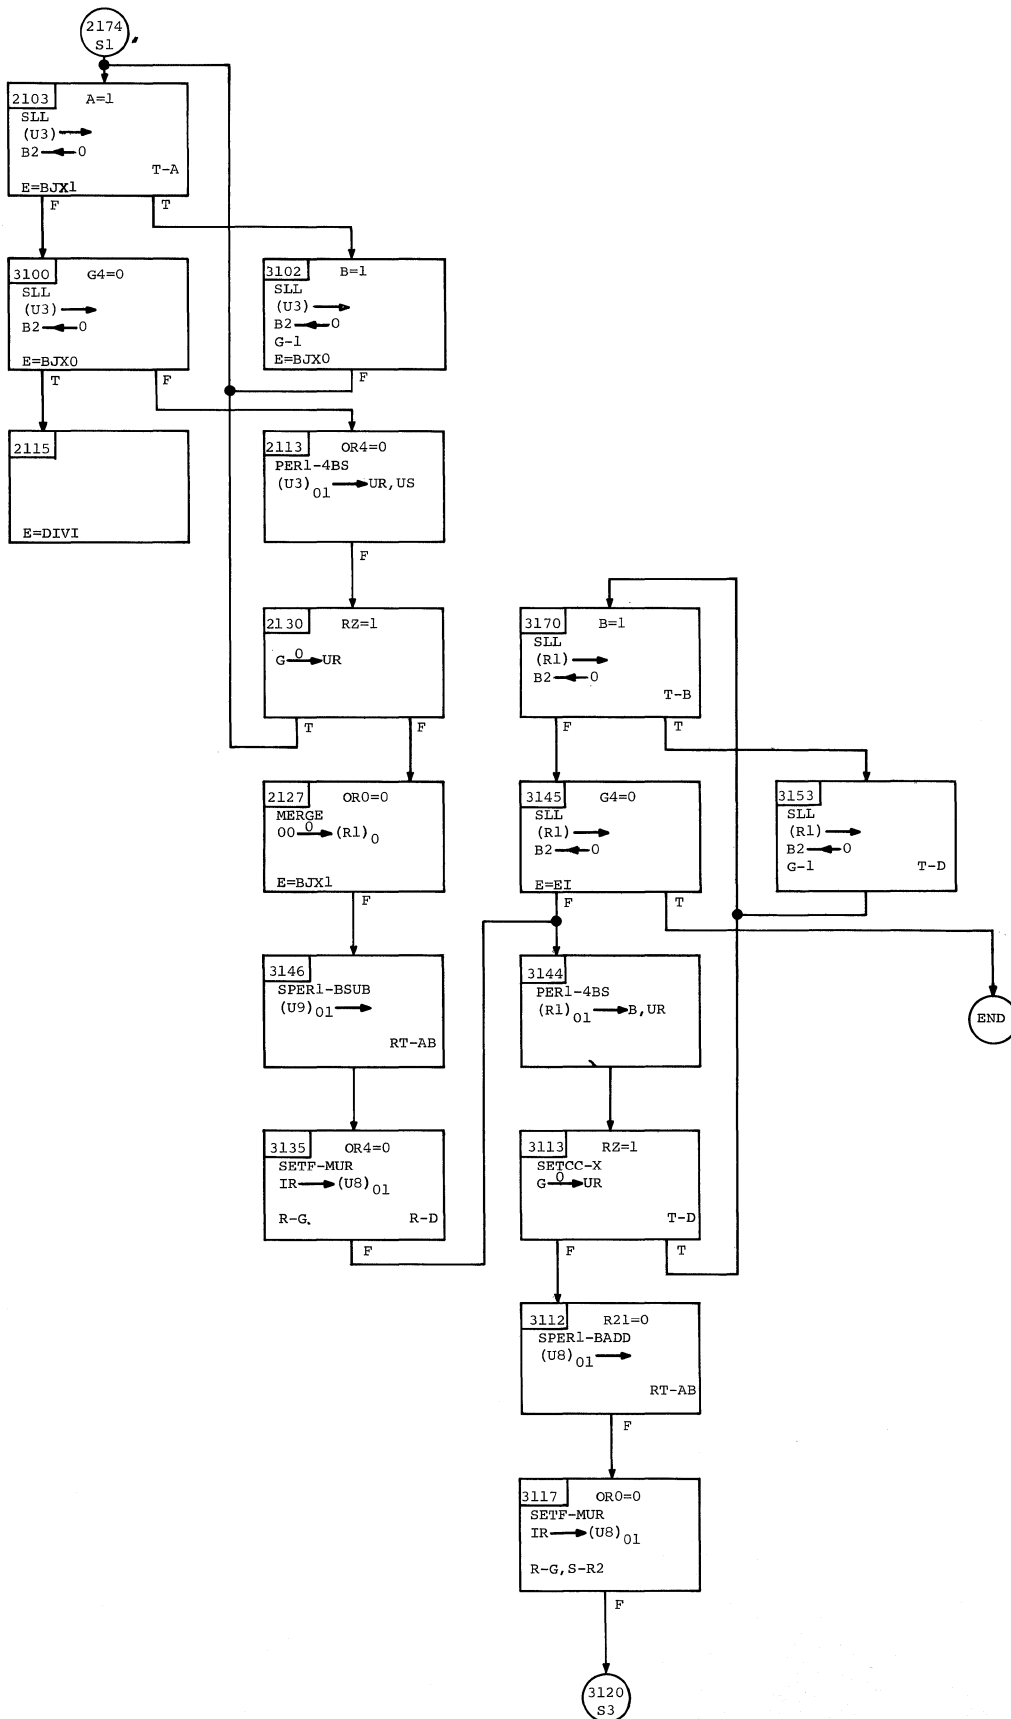 2174
S1
2103 A=1
SLL
(U3)
B2 0
T-A
E=BJX1
F T
3100 G4=0
SLL
(U3)
B2 0
E=BJX0
T F
3102 B=1
SLL
(U3)
B2 0
G-1
E=BJX0
F
2115
E=DIVI
2113 OR4=0
PER1-4BS
(U3)01 UR,US
F
2130 RZ=1
G 0 UR
T F
3170 B=1
SLL
(R1)
B2 0
T-B
F T
2127 OR0=0
MERGE
00 0 (R1)0
E=BJX1
F
3145 G4=0
SLL
(R1)
B2 0
E=EI
F T
3153
SLL
(R1)
B2 0
G-1 T-D
3146
SPER1-BSUB
(U9)01
RT-AB
3144
PER1-4BS
(R1)01 B,UR
END
3135 OR4=0
SETF-MUR
IR (U8)01
R-G. R-D
F
3113 RZ=1
SETCC-X
G 0 UR
T-D
F T
3112 R21=0
SPER1-BADD
(U8)01
RT-AB
F
3117 OR0=0
SETF-MUR
IR (U8)01
R-G,S-R2
F
3120
S3